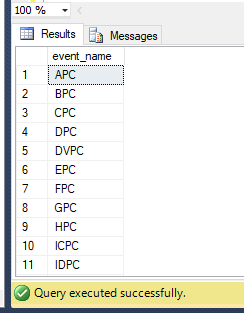 100 %
Results Messages
event_name
1 APC
2 BPC
3 CPC
4 DPC
5 DVPC
6 EPC
7 FPC
8 GPC
9 HPC
10 ICPC
11 IDPC
Query executed successfully.